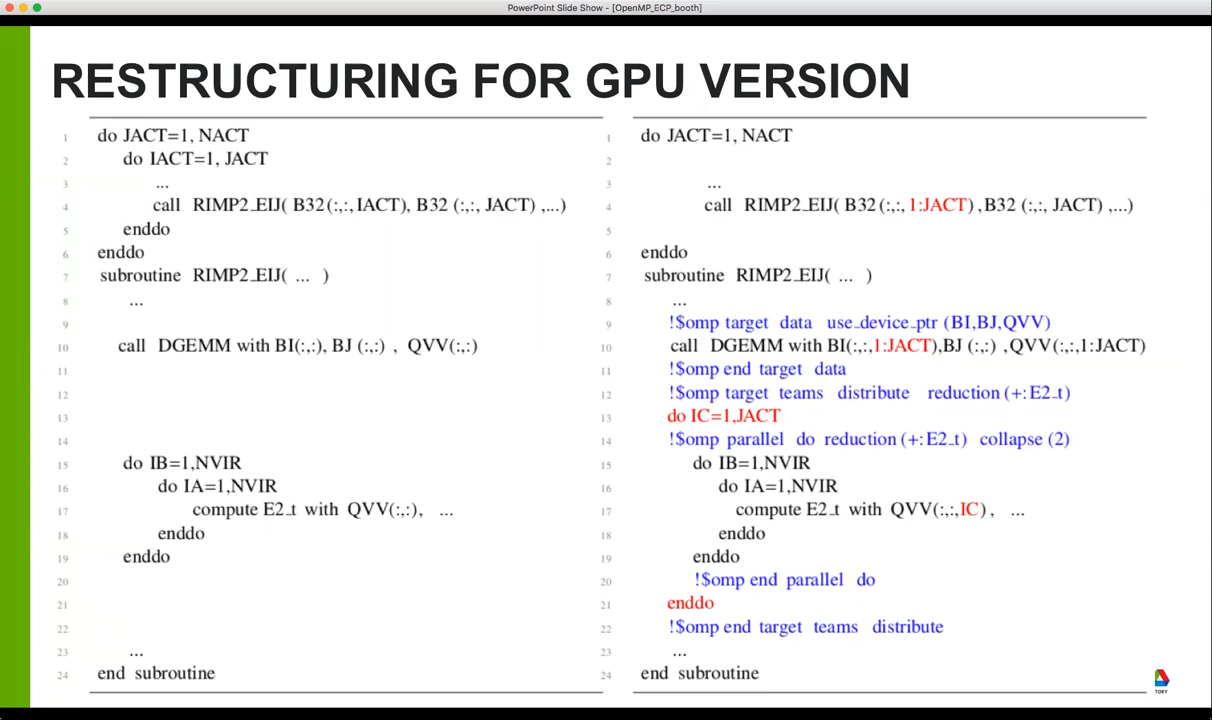 PowerPoint Slide Show - [OpenMP_ECP_booth]
RESTRUCTURING FOR GPU VERSION
1 do JACT=1, NACT
2 do IACT=1, JACT
3 ...
4 call RIMP2_EIJ( B32(:,:,IACT), B32 (:,:, JACT) ,...)
5 enddo
6 enddo
7 subroutine RIMP2_EIJ( ... )
8 ...
9
10 call DGEMM with BI(:,:), BJ (:,:) , QVV(:,:)
11
12
13
14
15 do IB=1,NVIR
16 do IA=1,NVIR
17 compute E2_t with QVV(:,:), ...
18 enddo
19 enddo
20
21
22
23 ...
24 end subroutine
1 do JACT=1, NACT
2
3 ...
4 call RIMP2_EIJ( B32(:,:, 1:JACT) ,B32 (:,:, JACT) ,...)
5
6 enddo
7 subroutine RIMP2_EIJ( ... )
8 ...
9 !$omp target data use_device_ptr (BI,BJ,QVV)
10 call DGEMM with BI(:,:,1:JACT),BJ (:,:) ,QVV(:,:,1:JACT)
11 !$omp end target data
12 !$omp target teams distribute reduction (+:E2_t)
13 do IC=1,JACT
14 !$omp parallel do reduction (+:E2_t) collapse (2)
15 do IB=1,NVIR
16 do IA=1,NVIR
17 compute E2_t with QVV(:,:,IC), ...
18 enddo
19 enddo
20 !$omp end parallel do
21 enddo
22 !$omp end target teams distribute
23 ...
24 end subroutine
TORY